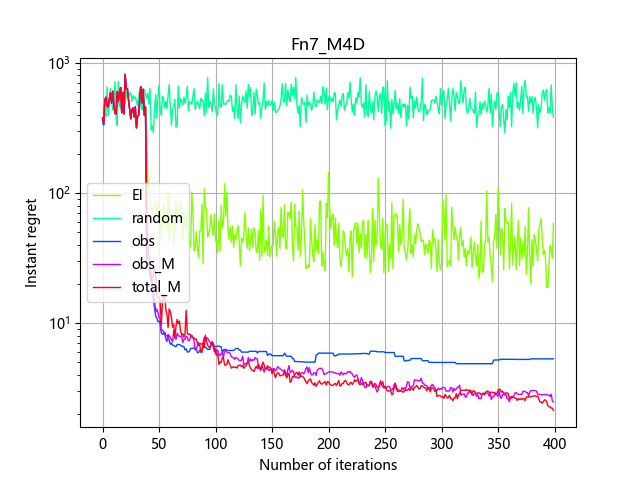 Fn7_M4D
Instant regret
10³
10²
10¹
EI
random
obs
obs_M
total_M
0 50 100 150 200 250 300 350 400
Number of iterations